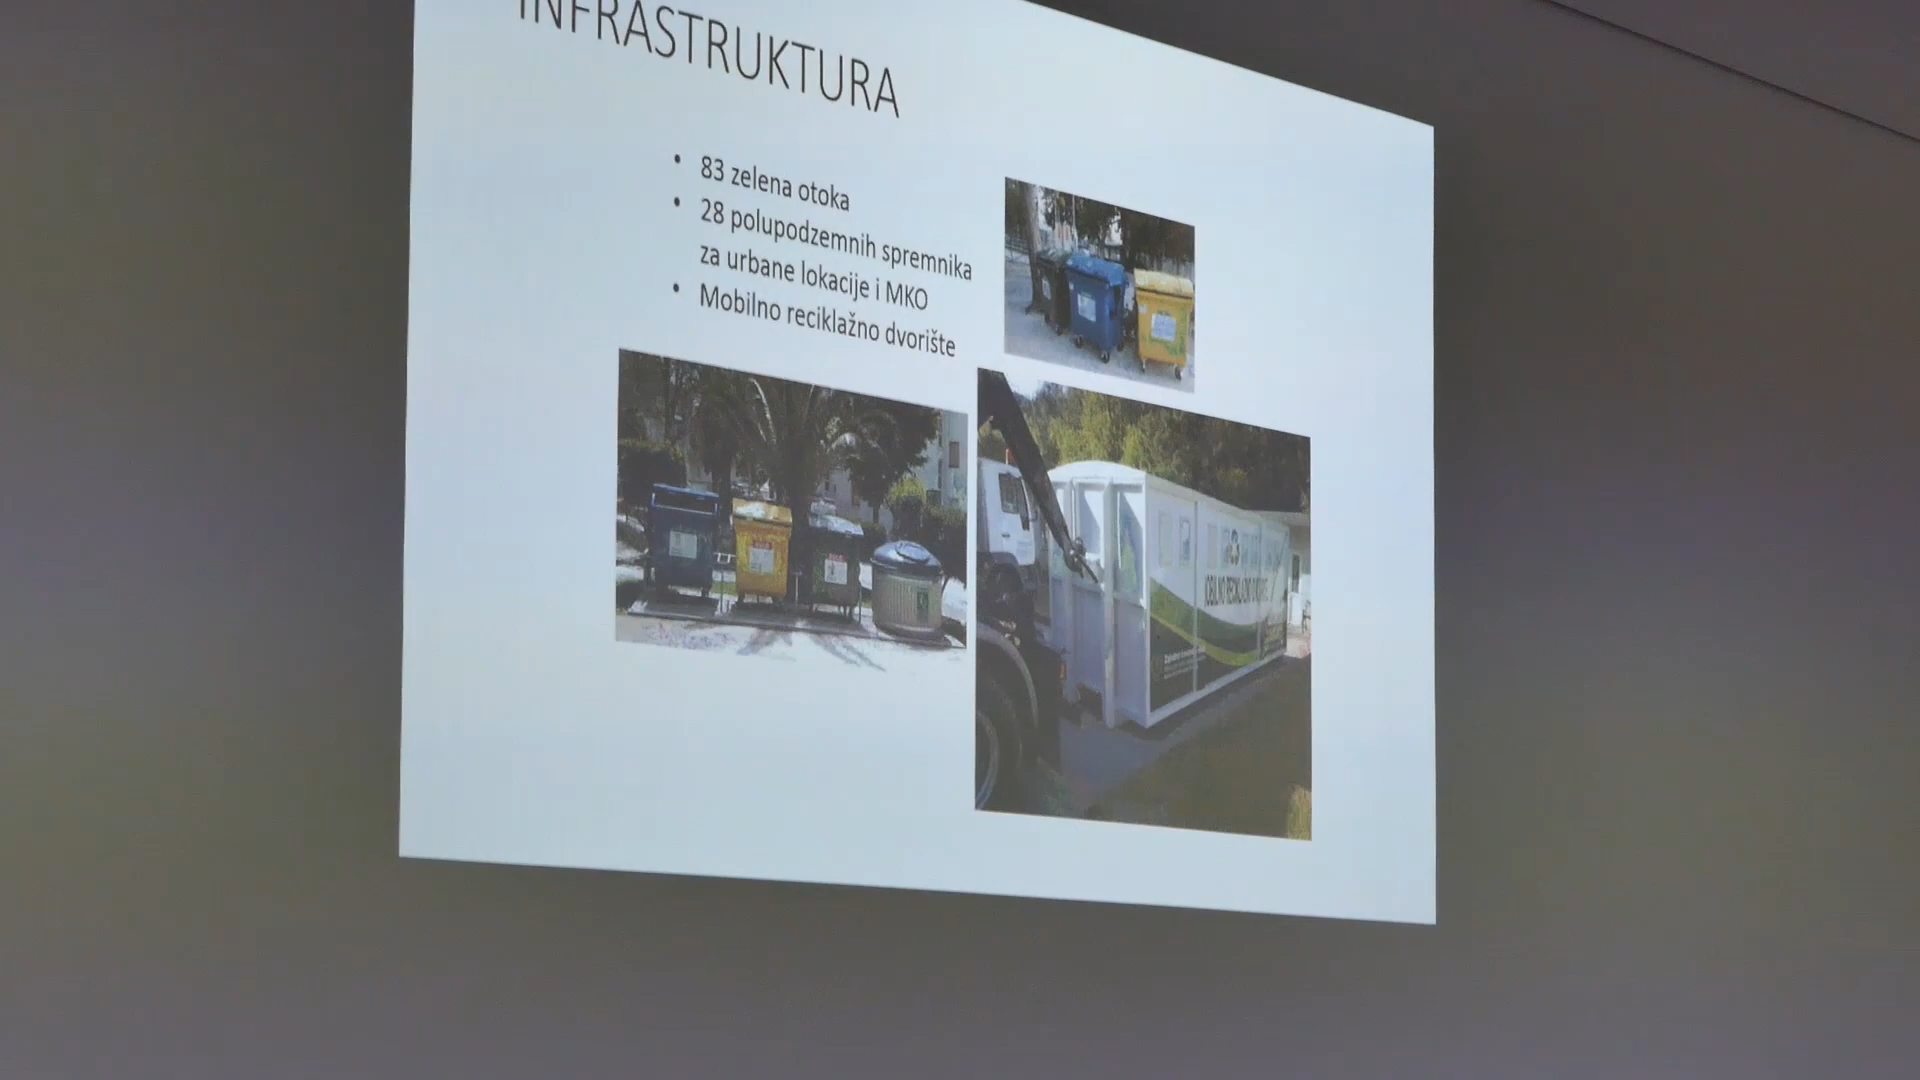 INFRASTRUKTURA
• 83 zelena otoka
• 28 polupodzemnih spremnika
za urbane lokacije i MKO
• Mobilno reciklažno dvorište